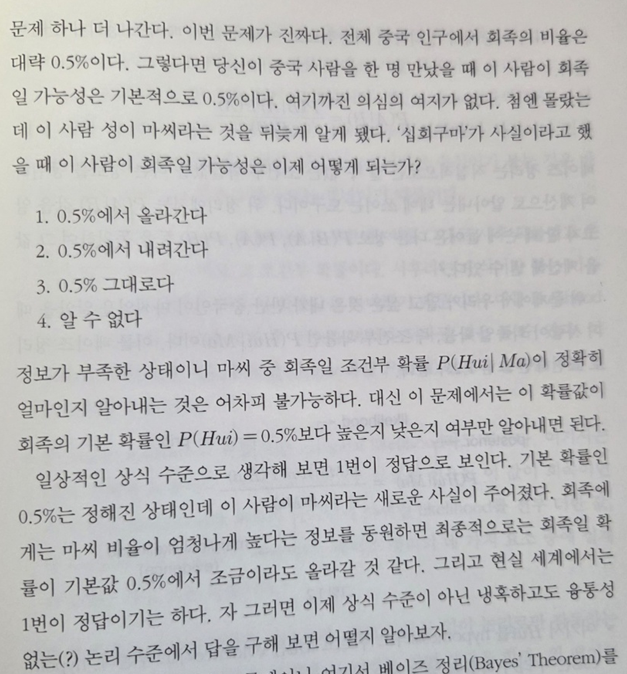 문제 하나 더 나간다. 이번 문제가 진짜다. 전체 중국 인구에서 회족의 비율은
대략 0.5%이다. 그렇다면 당신이 중국 사람을 한 명 만났을 때 이 사람이 회족
일 가능성은 기본적으로 0.5%이다. 여기까진 의심의 여지가 없다. 첨엔 몰랐는
데 이 사람 성이 마씨라는 것을 뒤늦게 알게 됐다. ‘십회구마’가 사실이라고 했
을 때 이 사람이 회족일 가능성은 이제 어떻게 되는가?
1. 0.5%에서 올라간다
2. 0.5%에서 내려간다
3. 0.5% 그대로다
4. 알 수 없다
정보가 부족한 상태이니 마씨 중 회족일 조건부 확률 P(Hui | Ma)이 정확히
얼마인지 알아내는 것은 어차피 불가능하다. 대신 이 문제에서는 이 확률값이
회족의 기본 확률인 P(Hui) = 0.5%보다 높은지 낮은지 여부만 알아내면 된다.
일상적인 상식 수준으로 생각해 보면 1번이 정답으로 보인다. 기본 확률인
0.5%는 정해진 상태인데 이 사람이 마씨라는 새로운 사실이 주어졌다. 회족에
게는 마씨 비율이 엄청나게 높다는 정보를 동원하면 최종적으로는 회족일 확
률이 기본값 0.5%에서 조금이라도 올라갈 것 같다. 그리고 현실 세계에서는
1번이 정답이기는 하다. 자 그러면 이제 상식 수준이 아닌 냉혹하고도 융통성
없는(?) 논리 수준에서 답을 구해 보면 어떨지 알아보자.
여기서 베이즈 정리(Bayes’ Theorem)를